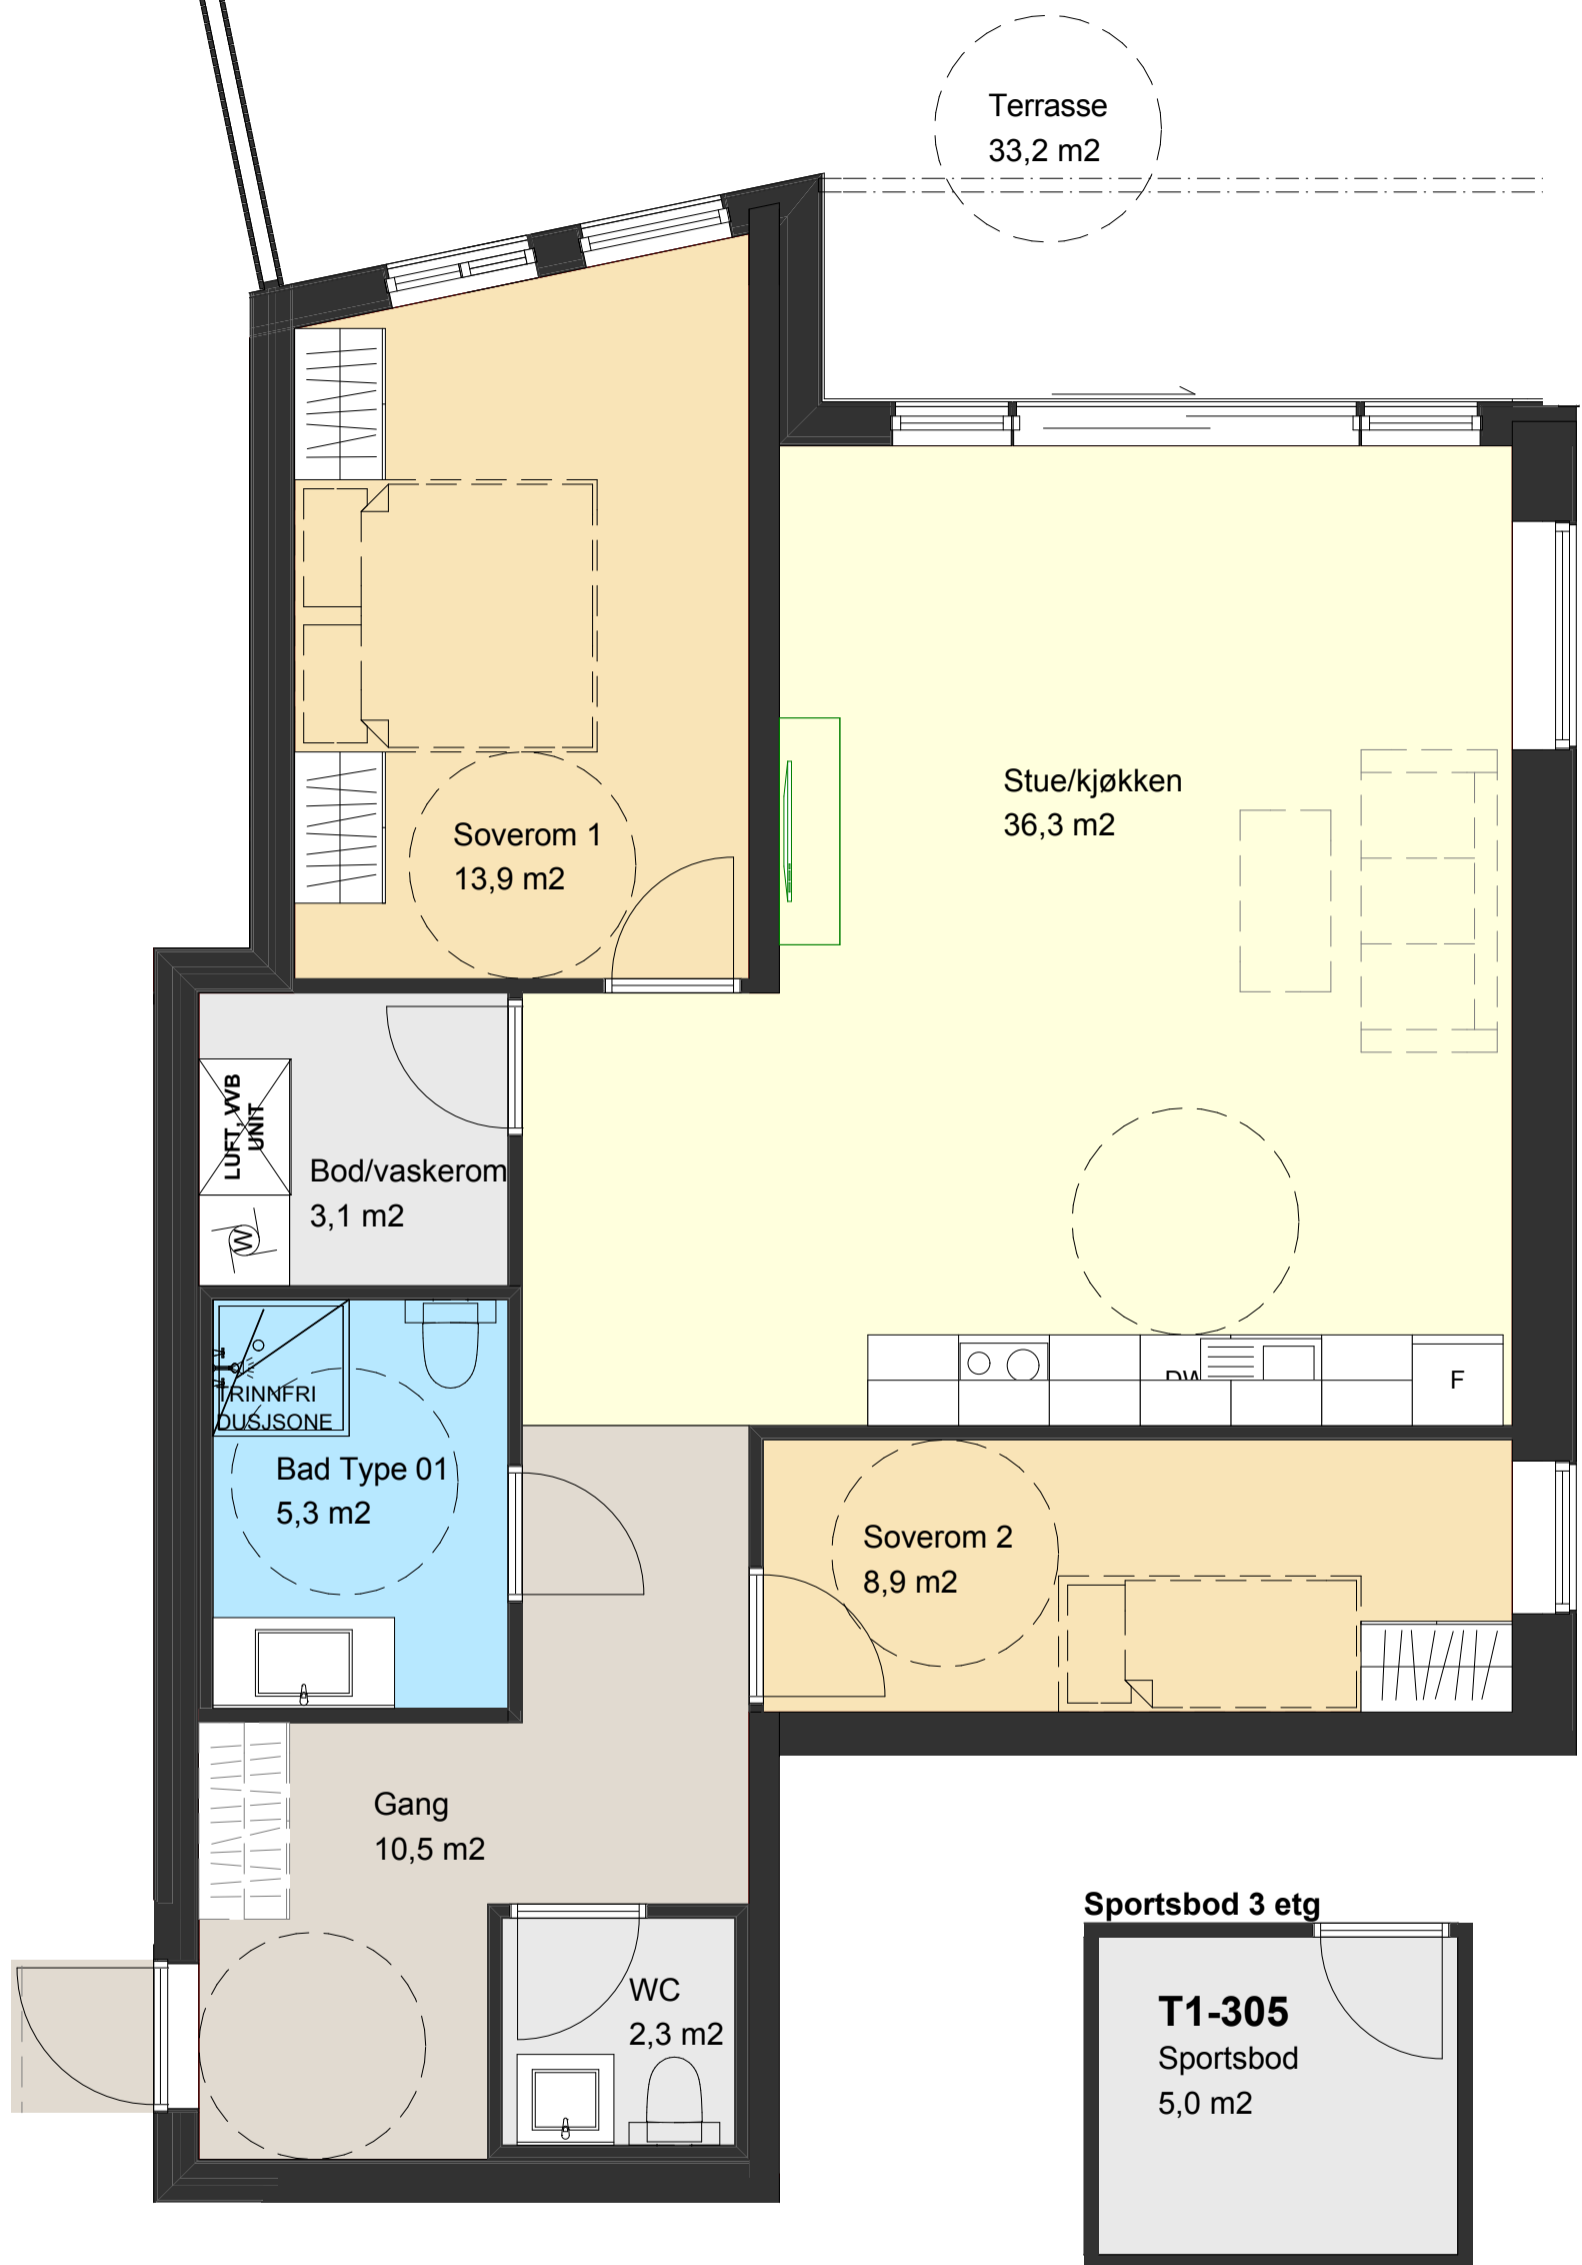 Terrasse
33,2 m2
Stue/kjøkken
36,3 m2
Soverom 1
13,9 m2
LUFT, VVB
UNIT
Bod/vaskerom
3,1 m2
W
TRINNFRI
DUSJSONE
Bad Type 01
5,3 m2
DW
F
Soverom 2
8,9 m2
Gang
10,5 m2
WC
2,3 m2
Sportsbod 3 etg
T1-305
Sportsbod
5,0 m2